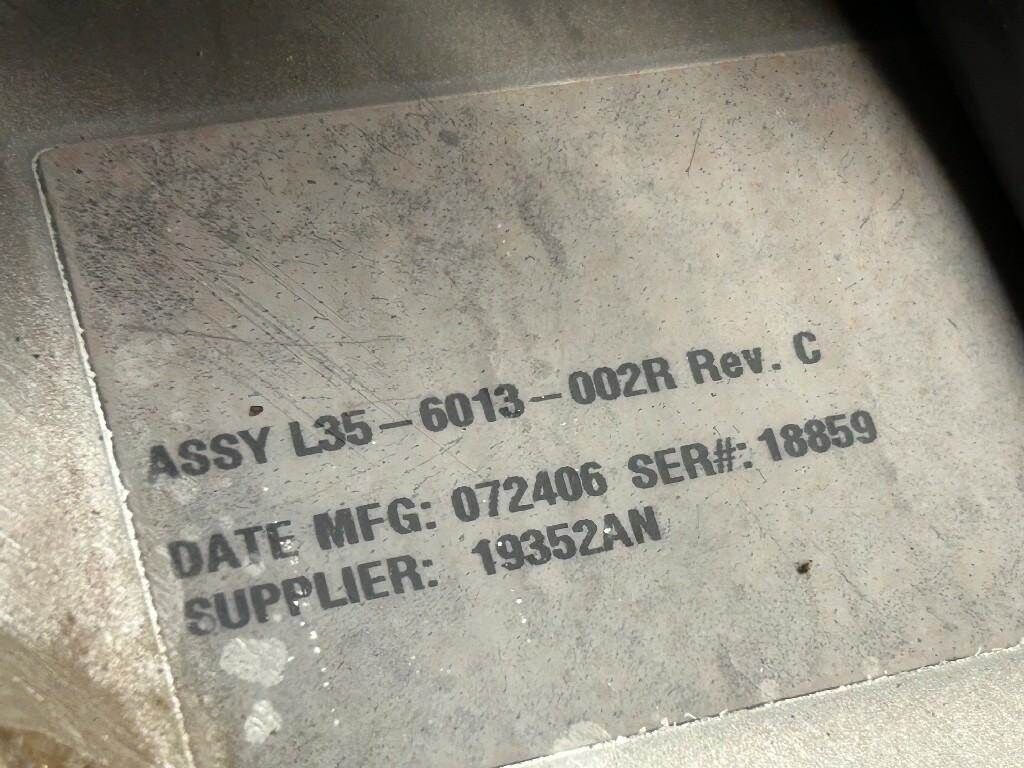 ASSY L35-6013-002R Rev. C
DATE MFG: 072406 SER#: 18859
SUPPLIER: 19352AN